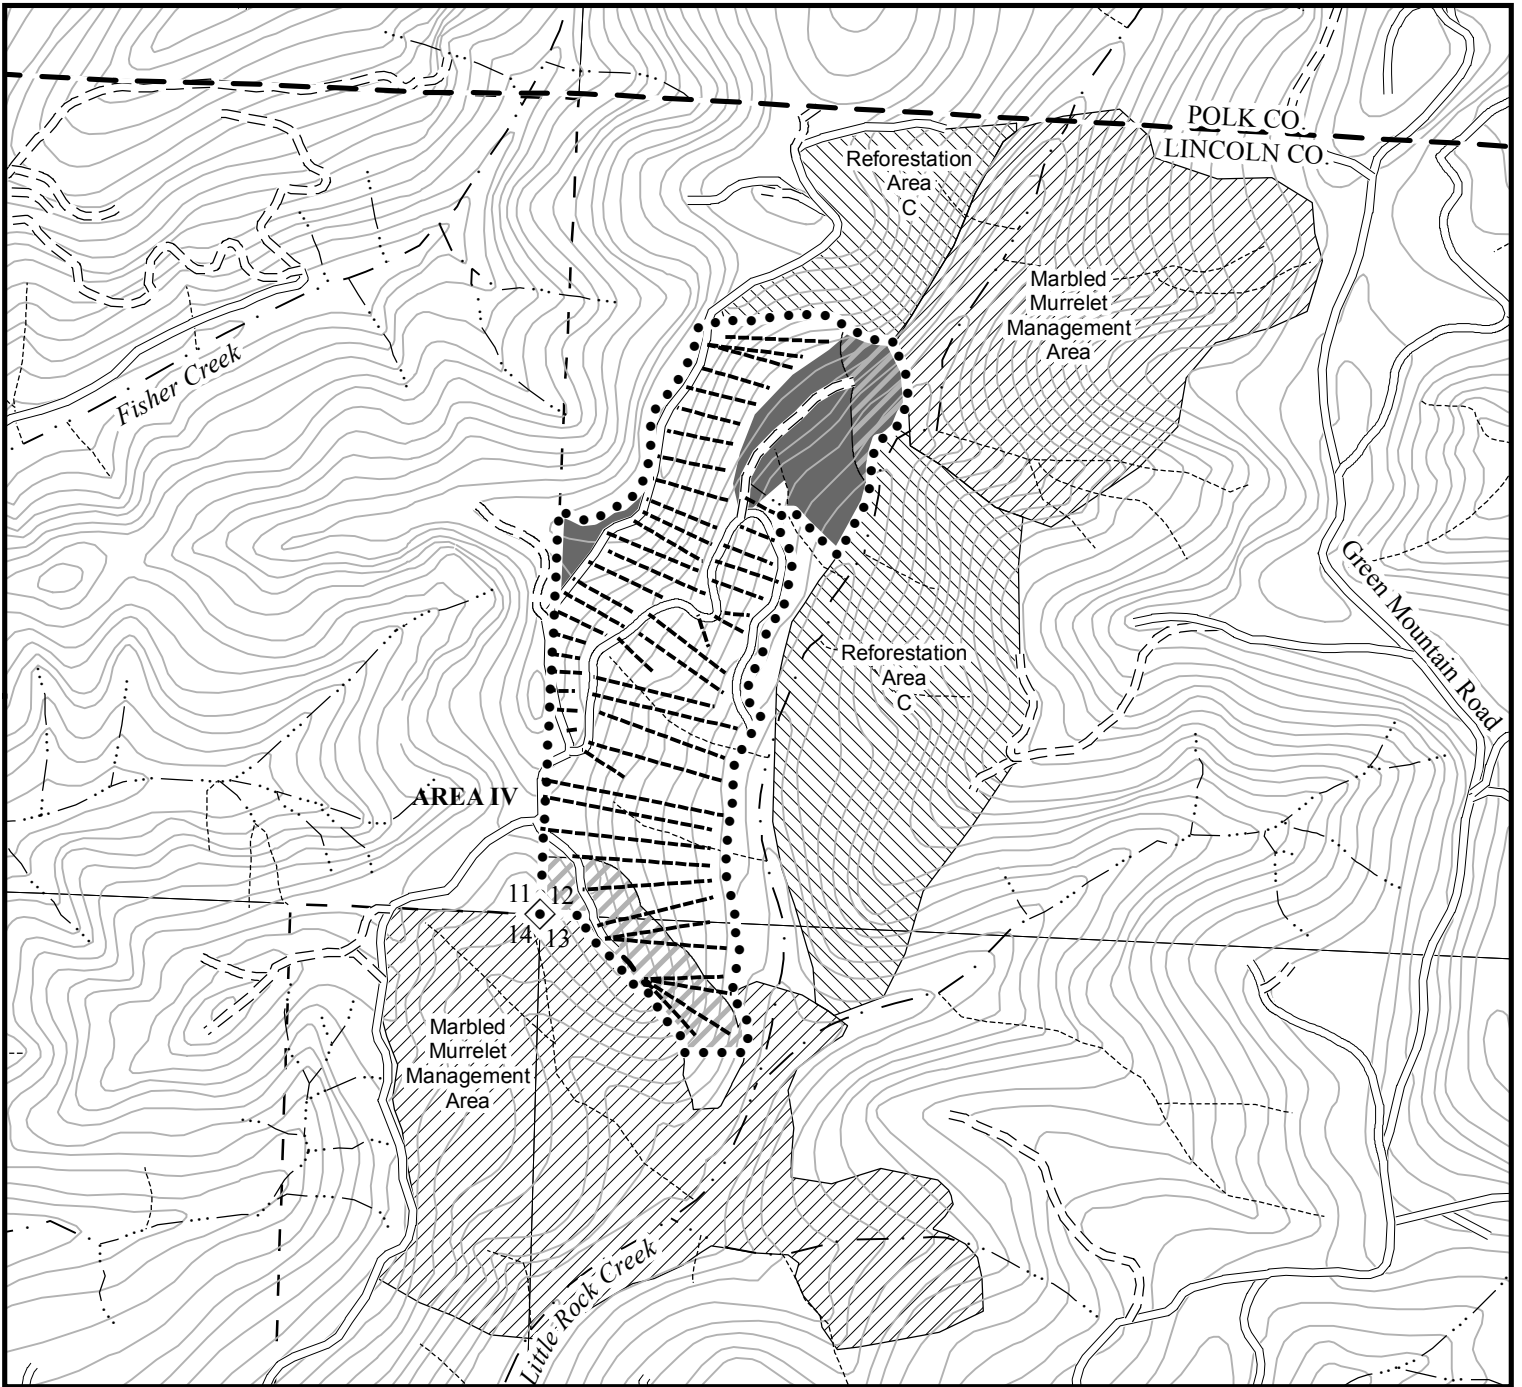 POLK CO.
LINCOLN CO.
Reforestation
Area
C
Marbled
Murrelet
Management
Area
Fisher Creek
Green Mountain Road
Reforestation
Area
C
AREA IV
11 12
14 13
Marbled
Murrelet
Management
Area
Little Rock Creek